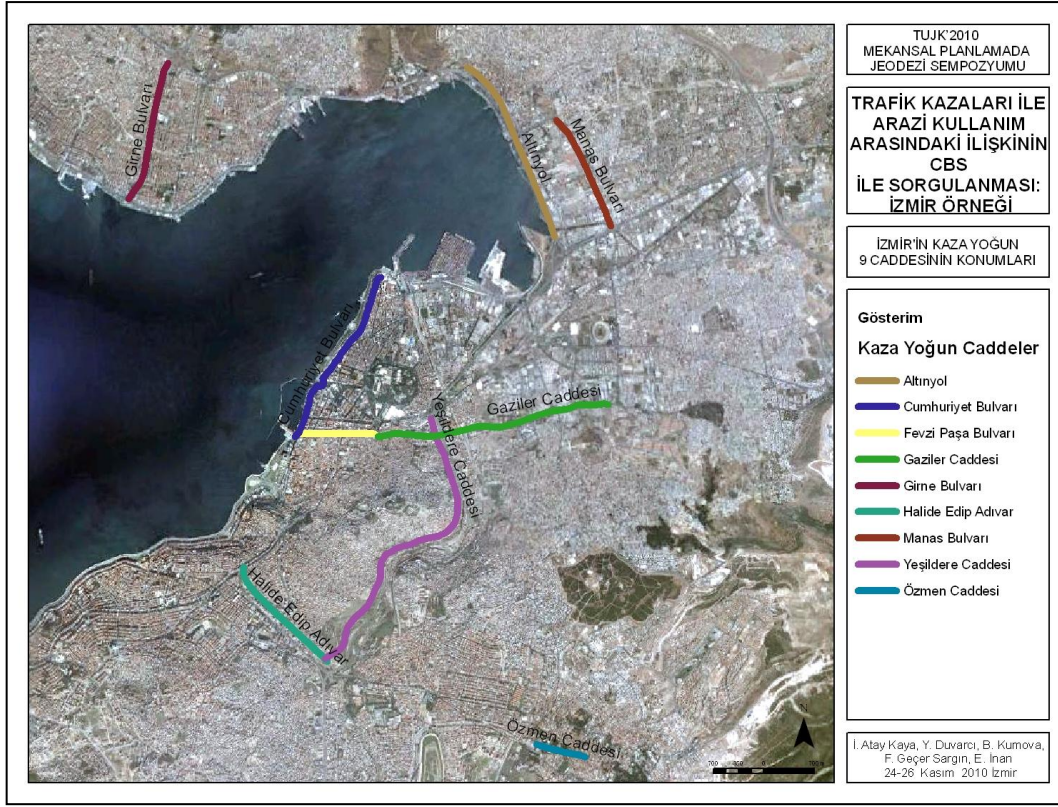 TUJK'2010
MEKANSAL PLANLAMADA
JEODEZİ SEMPOZYUMU
TRAFİK KAZALARI İLE
ARAZİ KULLANIM
ARASINDAKİ İLİŞKİNİN
CBS
İLE SORGULANMASI:
İZMİR ÖRNEĞİ
İZMİR'İN KAZA YOĞUN
9 CADDESİNİN KONUMLARI
Gösterim
Kaza Yoğun Caddeler
Altınyol
Cumhuriyet Bulvarı
Fevzi Paşa Bulvarı
Gaziler Caddesi
Girne Bulvarı
Halide Edip Adıvar
Manas Bulvarı
Yeşildere Caddesi
Özmen Caddesi
İ. Atay Kaya, Y. Duvarcı, B. Kumova,
F. Geçer Sargın, E. İnan
24-26 Kasım 2010 İzmir
Girne Bulvarı
Altınyol
Manas Bulvarı
Cumhuriyet Bulvarı
Gaziler Caddesi
Yeşildere Caddesi
Halide Edip Adıvar
Özmen Caddesi
N